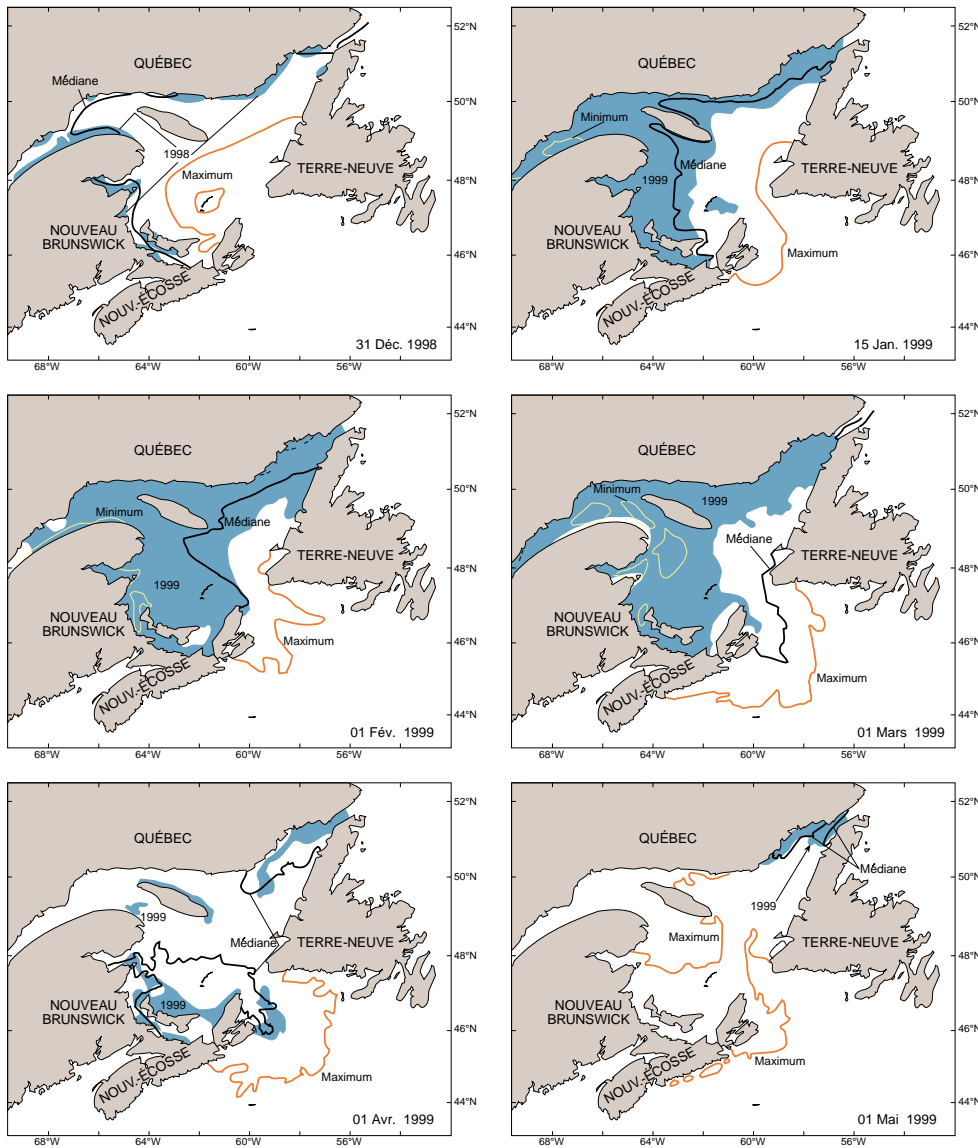 52°N
QUÉBEC
Médiane
50°N
1998
TERRE-NEUVE
Maximum
48°N
NOUVEAU
BRUNSWICK
46°N
NOUV.-ÉCOSSE
44°N
31 Déc. 1998
68°W 64°W 60°W 56°W
52°N
QUÉBEC
50°N
Minimum
Médiane
TERRE-NEUVE
1999
48°N
NOUVEAU
BRUNSWICK
Maximum
46°N
NOUV.-ÉCOSSE
44°N
15 Jan. 1999
68°W 64°W 60°W 56°W
52°N
QUÉBEC
50°N
Minimum
Médiane
TERRE-NEUVE
1999
48°N
NOUVEAU
BRUNSWICK
Maximum
46°N
NOUV.-ÉCOSSE
44°N
01 Fév. 1999
68°W 64°W 60°W 56°W
52°N
QUÉBEC
Minimum
1999
50°N
Médiane
TERRE-NEUVE
48°N
NOUVEAU
BRUNSWICK
46°N
NOUV.-ÉCOSSE
Maximum
44°N
01 Mars 1999
68°W 64°W 60°W 56°W
52°N
QUÉBEC
50°N
1999
Médiane
TERRE-NEUVE
48°N
1999
NOUVEAU
BRUNSWICK
46°N
NOUV.-ÉCOSSE
Maximum
44°N
01 Avr. 1999
68°W 64°W 60°W 56°W
52°N
QUÉBEC
Médiane
50°N
1999
Maximum
TERRE-NEUVE
48°N
NOUVEAU
BRUNSWICK
46°N
NOUV.-ÉCOSSE
Maximum
44°N
01 Mai 1999
68°W 64°W 60°W 56°W